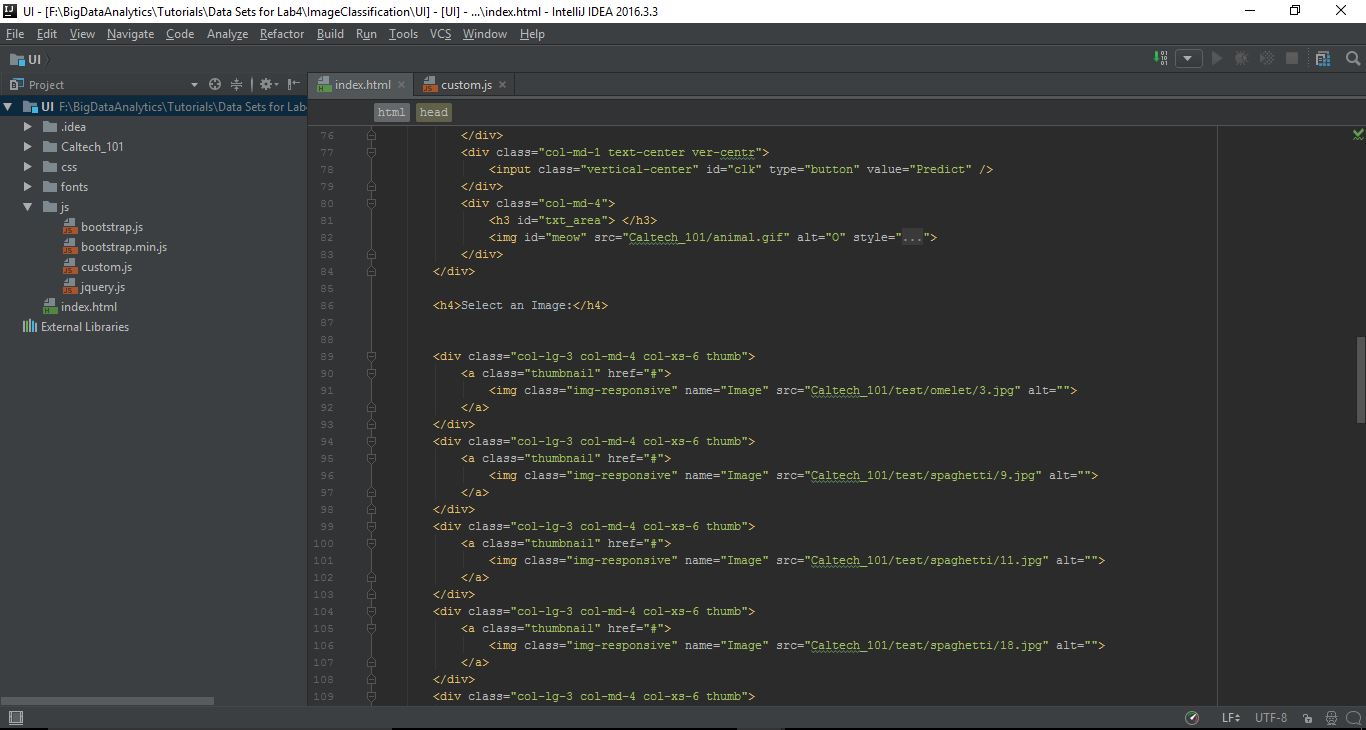 UI - [F:\BigDataAnalytics\Tutorials\Data Sets for Lab4\ImageClassification\UI] - [UI] - ...\index.html - IntelliJ IDEA 2016.3.3
File Edit View Navigate Code Analyze Refactor Build Run Tools VCS Window Help
UI
Project
index.html
custom.js
UI F:\BigDataAnalytics\Tutorials\Data Sets for Lab
.idea
Caltech_101
css
fonts
js
bootstrap.js
bootstrap.min.js
custom.js
jquery.js
index.html
External Libraries
html head
76 </div>
77 <div class="col-md-1 text-center ver-centr">
78 <input class="vertical-center" id="clk" type="button" value="Predict" />
79 </div>
80 <div class="col-md-4">
81 <h3 id="txt_area"> </h3>
82 <img id="meow" src="Caltech_101/animal.gif" alt="O" style="...">
83 </div>
84 </div>
85
86 <h4>Select an Image:</h4>
87
88
89 <div class="col-lg-3 col-md-4 col-xs-6 thumb">
90 <a class="thumbnail" href="#">
91 <img class="img-responsive" name="Image" src="Caltech_101/test/omelet/3.jpg" alt="">
92 </a>
93 </div>
94 <div class="col-lg-3 col-md-4 col-xs-6 thumb">
95 <a class="thumbnail" href="#">
96 <img class="img-responsive" name="Image" src="Caltech_101/test/spaghetti/9.jpg" alt="">
97 </a>
98 </div>
99 <div class="col-lg-3 col-md-4 col-xs-6 thumb">
100 <a class="thumbnail" href="#">
101 <img class="img-responsive" name="Image" src="Caltech_101/test/spaghetti/11.jpg" alt="">
102 </a>
103 </div>
104 <div class="col-lg-3 col-md-4 col-xs-6 thumb">
105 <a class="thumbnail" href="#">
106 <img class="img-responsive" name="Image" src="Caltech_101/test/spaghetti/18.jpg" alt="">
107 </a>
108 </div>
109 <div class="col-lg-3 col-md-4 col-xs-6 thumb">
LF UTF-8